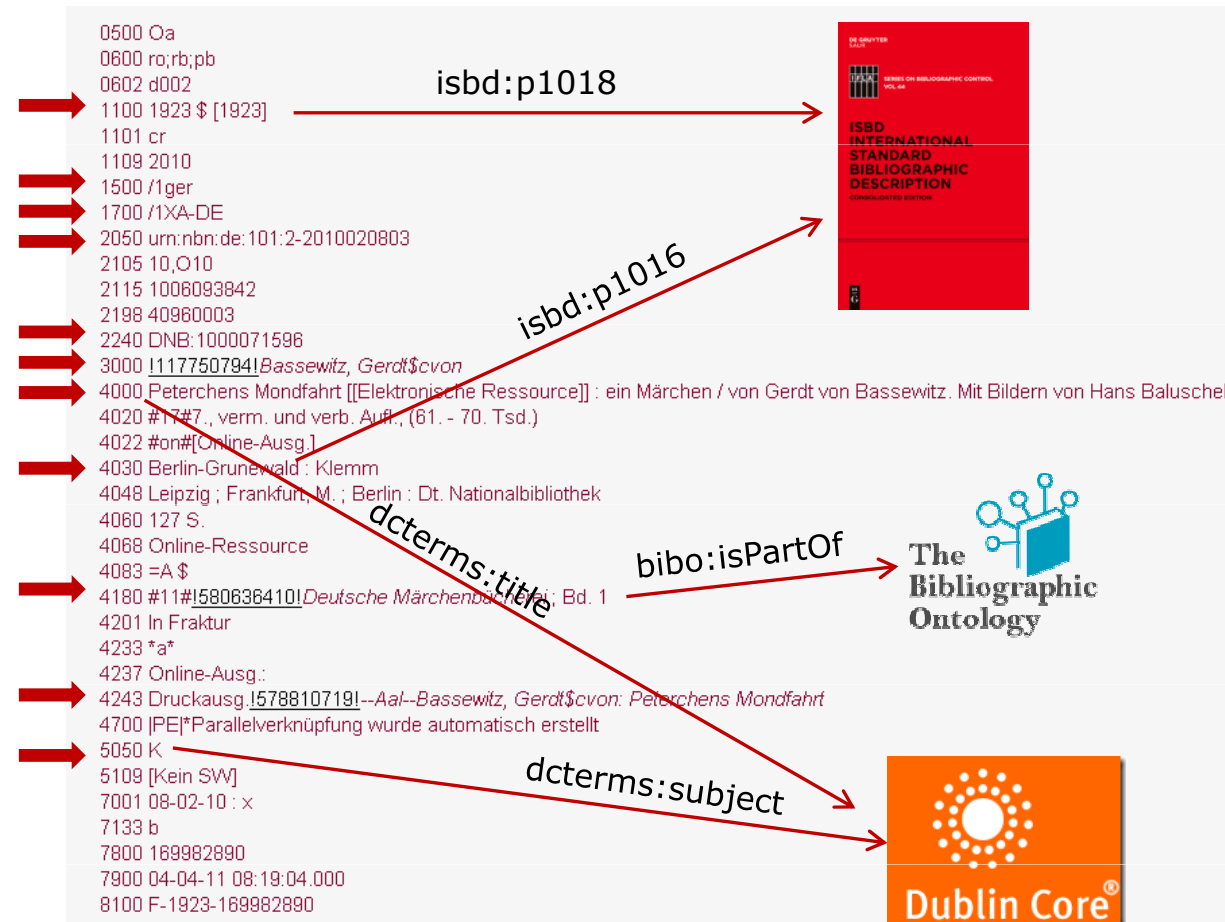 0500 Oa
0600 ro;rb;pb
0602 d002
1100 1923 $ [1923]
1101 cr
1109 2010
1500 /1ger
1700 /1XA-DE
2050 urn:nbn:de:101:2-2010020803
2105 10,O10
2115 1006093842
2198 40960003
2240 DNB:1000071596
3000 !117750794!Bassewitz, Gerdt$cvon
4000 Peterchens Mondfahrt [[Elektronische Ressource]] : ein Märchen / von Gerdt von Bassewitz. Mit Bildern von Hans Baluschel
4020 #17#7., verm. und verb. Aufl., (61. - 70. Tsd.)
4022 #on#[Online-Ausg.]
4030 Berlin-Grunewald : Klemm
4048 Leipzig ; Frankfurt, M. ; Berlin : Dt. Nationalbibliothek
4060 127 S.
4068 Online-Ressource
4083 =A $
4180 #11#!580636410!Deutsche Märchenbücherei ; Bd. 1
4201 In Fraktur
4233 *a*
4237 Online-Ausg.:
4243 Druckausg.!578810719!--Aal--Bassewitz, Gerdt$cvon: Peterchens Mondfahrt
4700 |PE|*Parallelverknüpfung wurde automatisch erstellt
5050 K
5109 [Kein SW]
7001 08-02-10 : x
7133 b
7800 169982890
7900 04-04-11 08:19:04.000
8100 F-1923-169982890
isbd:p1018
isbd:p1016
dcterms:title
bibo:isPartOf
dcterms:subject
DE GRUYTER
SAUR
IFLA
SERIES ON BIBLIOGRAPHIC CONTROL
VOL 44
ISBD
INTERNATIONAL
STANDARD
BIBLIOGRAPHIC
DESCRIPTION
CONSOLIDATED EDITION
G
The
Bibliographic
Ontology
Dublin Core®